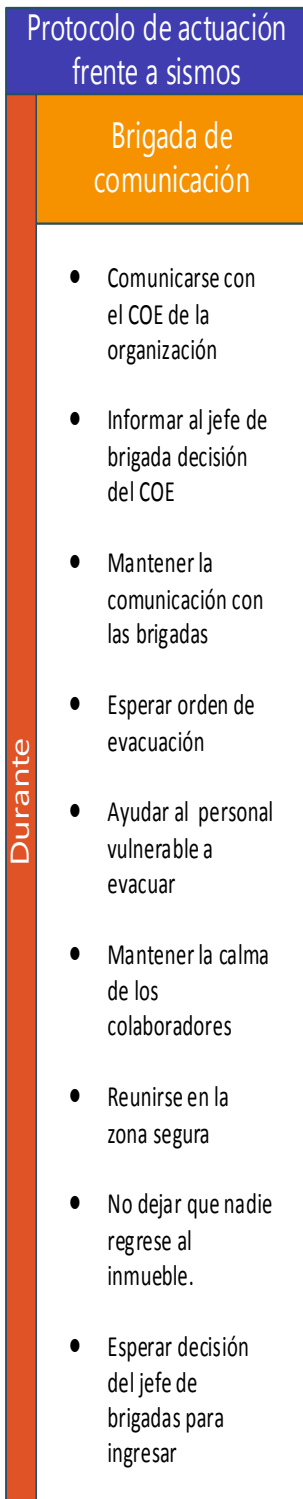 Protocolo de actuación
frente a sismos
Brigada de
comunicación
Durante
• Comunicarse con
el COE de la
organización
• Informar al jefe de
brigada decisión
del COE
• Mantener la
comunicación con
las brigadas
• Esperar orden de
evacuación
• Ayudar al personal
vulnerable a
evacuar
• Mantener la calma
de los
colaboradores
• Reunirse en la
zona segura
• No dejar que nadie
regrese al
inmueble.
• Esperar decisión
del jefe de
brigadas para
ingresar